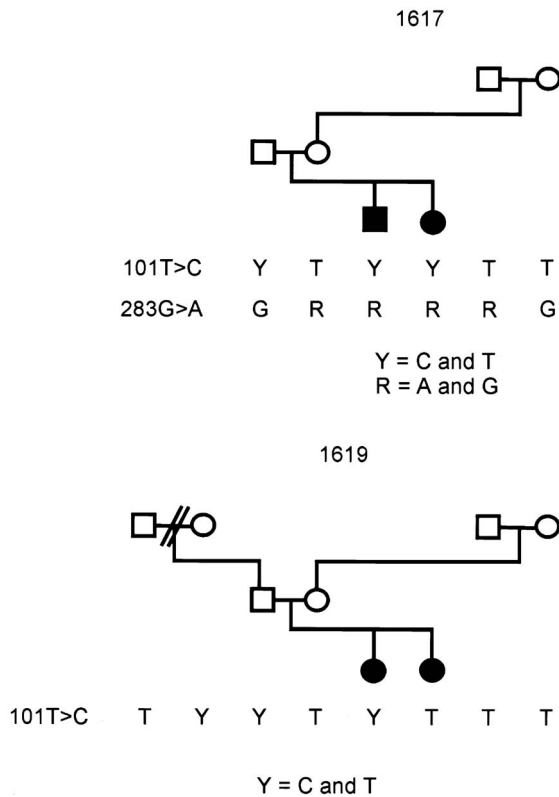 1617
101T>C Y T Y Y T T
283G>A G R R R R G
Y = C and T
R = A and G
1619
101T>C T Y Y T Y T T T
Y = C and T